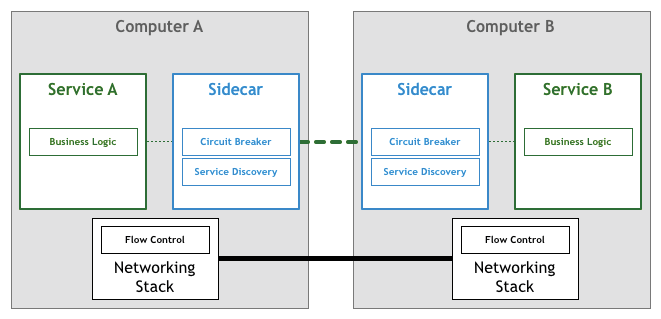 Computer A
Computer B
Service A
Sidecar
Sidecar
Service B
Business Logic
Circuit Breaker
Circuit Breaker
Business Logic
Service Discovery
Service Discovery
Flow Control
Flow Control
Networking
Stack
Networking
Stack